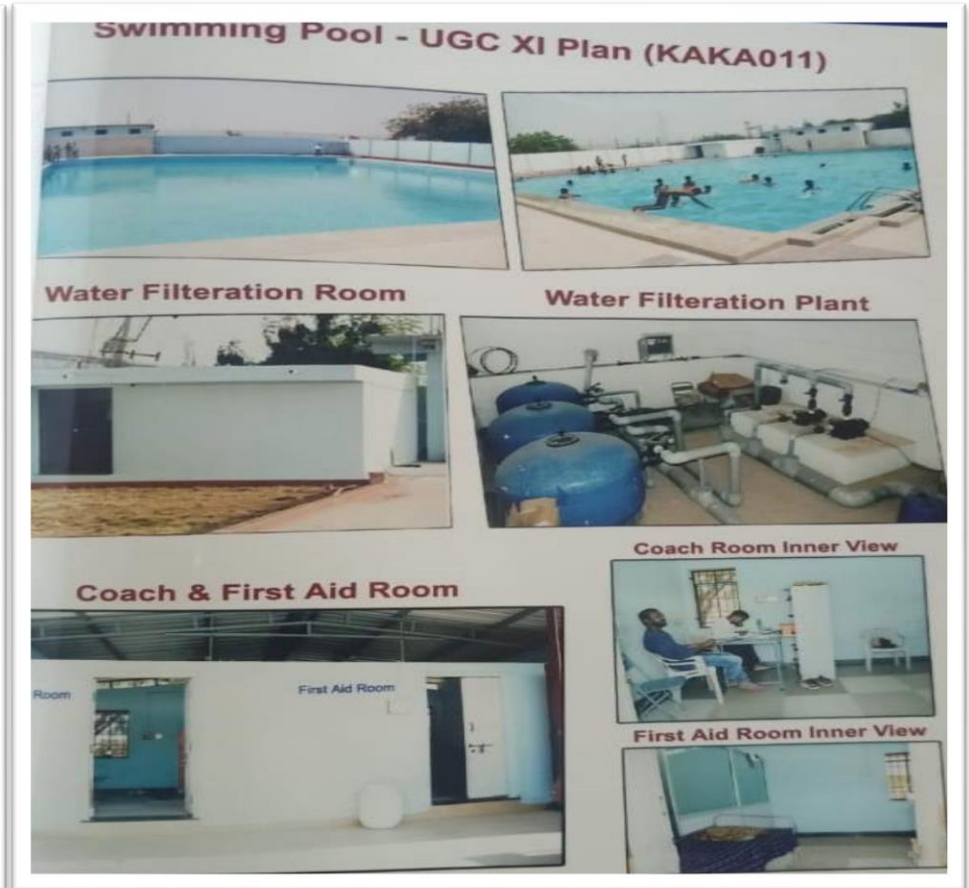 Swimming Pool - UGC XI Plan (KAKA011)
Water Filteration Room
Water Filteration Plant
Coach Room Inner View
Coach & First Aid Room
Room
First Aid Room
First Aid Room Inner View